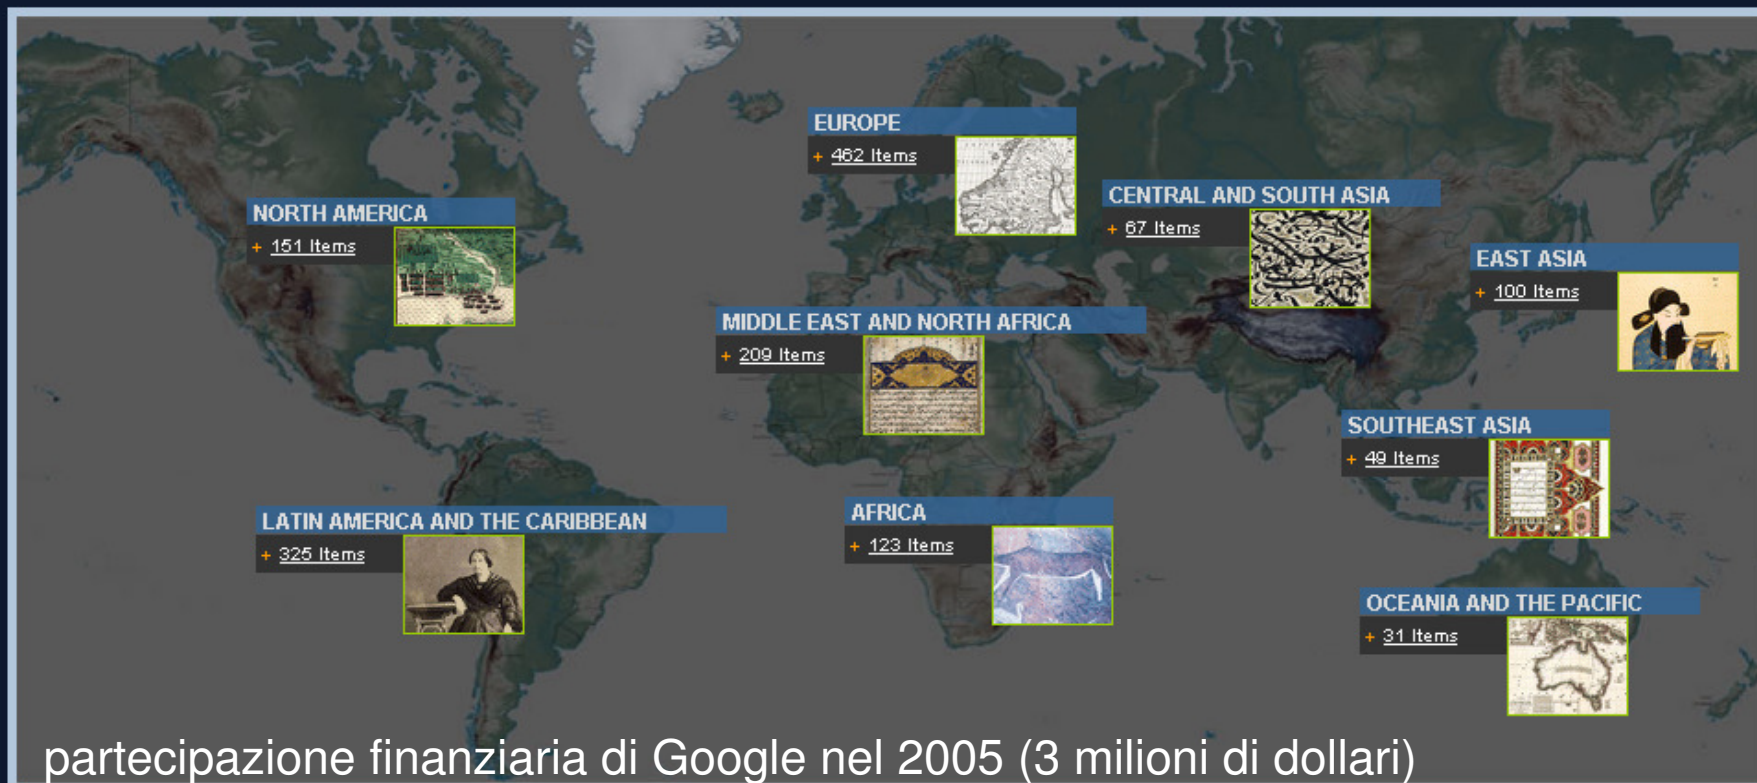 EUROPE
+ 462 Items
CENTRAL AND SOUTH ASIA
+ 67 Items
NORTH AMERICA
+ 151 Items
EAST ASIA
+ 100 Items
MIDDLE EAST AND NORTH AFRICA
+ 209 Items
SOUTHEAST ASIA
+ 49 Items
LATIN AMERICA AND THE CARIBBEAN
+ 325 Items
AFRICA
+ 123 Items
OCEANIA AND THE PACIFIC
+ 31 Items
partecipazione finanziaria di Google nel 2005 (3 milioni di dollari)